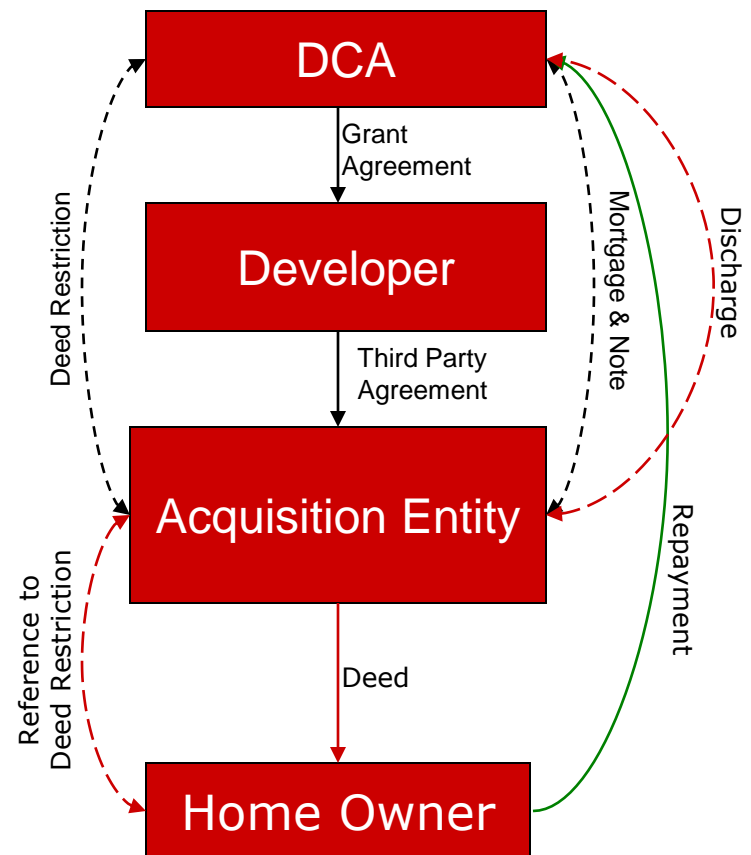 DCA
Grant
Agreement
Deed Restriction
Mortgage & Note
Discharge
Developer
Third Party
Agreement
Acquisition Entity
Reference to
Deed Restriction
Repayment
Deed
Home Owner